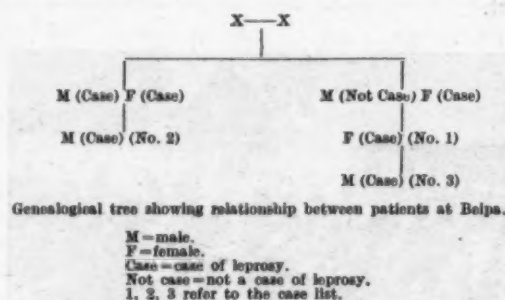 X—X
M (Case) F (Case) M (Not Case) F (Case)
M (Case) (No. 2) F (Case) (No. 1)
M (Case) (No. 3)
Genealogical tree showing relationship between patients at Belpa.
M=male.
F=female.
Case=case of leprosy.
Not case=not a case of leprosy.
1, 2, 3 refer to the case list.